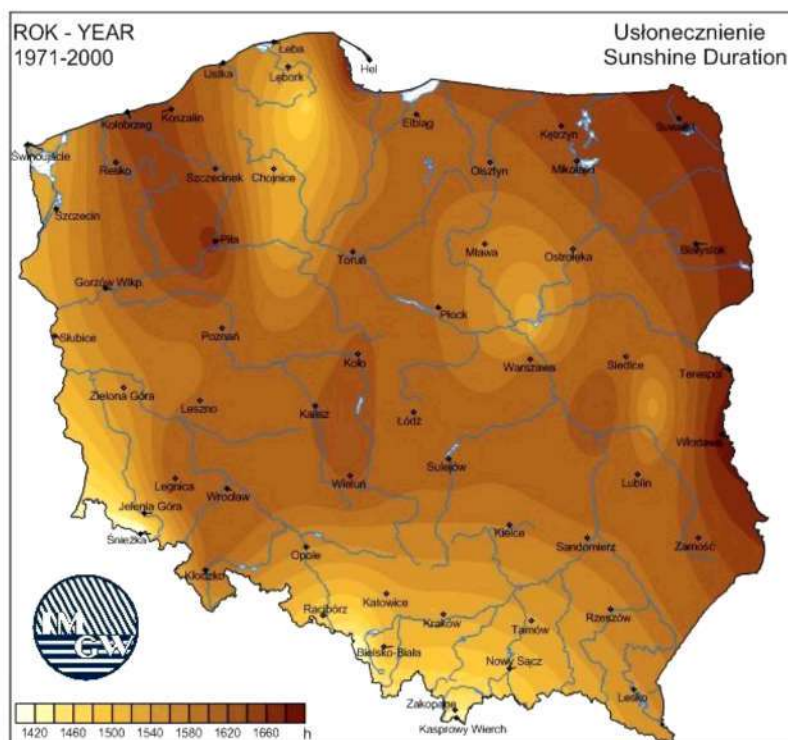 ROK - YEAR
1971-2000
Usłonecznienie
Sunshine Duration
Łeba
Hel
Ustka
Lębork
Kołobrzeg
Koszalin
Elbląg
Kętrzyn
Suwałki
Świnoujście
Resko
Szczecinek
Chojnice
Olsztyn
Mikołajki
Szczecin
Piła
Toruń
Mława
Ostrołęka
Białystok
Gorzów Wlkp.
Płock
Słubice
Poznań
Koło
Warszawa
Siedlce
Terespol
Zielona Góra
Leszno
Kalisz
Łódź
Włodawa
Sulejów
Legnica
Wrocław
Wieluń
Lublin
Jelenia Góra
Śnieżka
Opole
Kielce
Sandomierz
Zamość
Kłodzko
Racibórz
Katowice
Kraków
Tarnów
Rzeszów
Bielsko-Biała
Nowy Sącz
Lesko
Zakopane
Kasprowy Wierch
IM
GW
1420 1460 1500 1540 1580 1620 1660 h